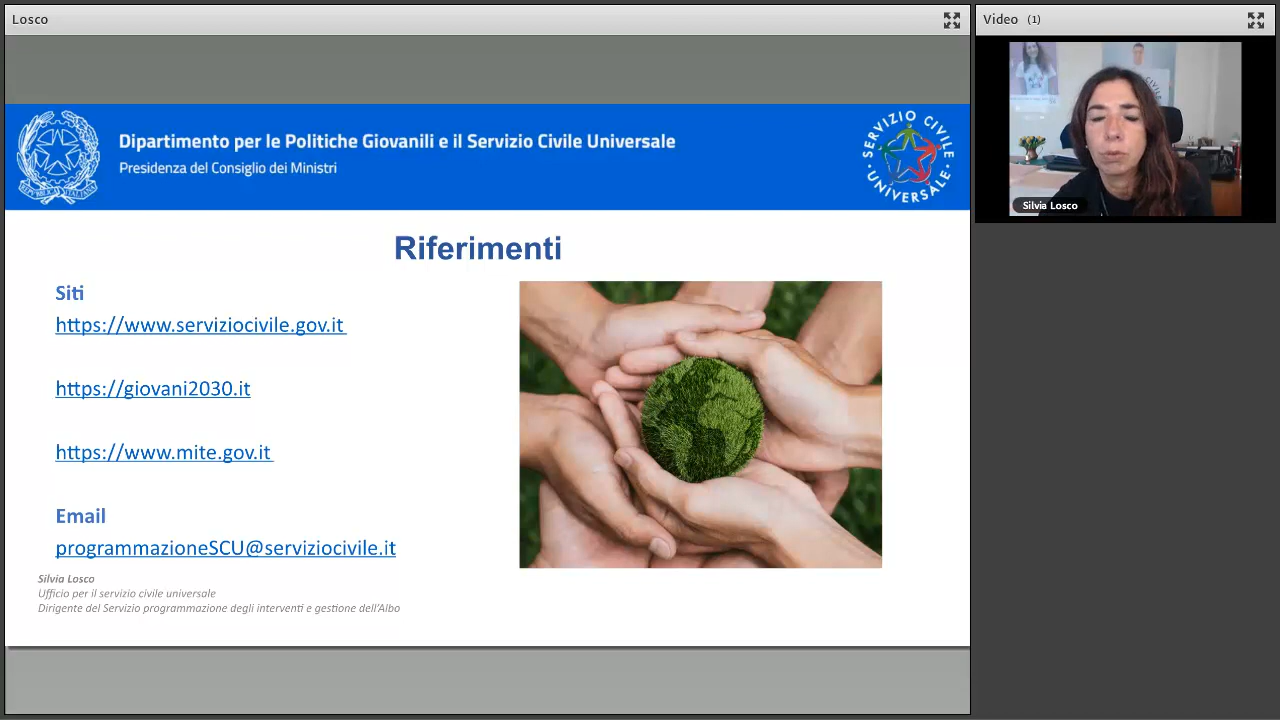 Losco
Video (1)
Dipartimento per le Politiche Giovanili e il Servizio Civile Universale
Presidenza del Consiglio dei Ministri
SERVIZIO CIVILE
UNIVERSALE
Riferimenti
Siti
https://www.serviziocivile.gov.it
https://giovani2030.it
https://www.mite.gov.it
Email
programmazioneSCU@serviziocivile.it
Silvia Losco
Ufficio per il servizio civile universale
Dirigente del Servizio programmazione degli interventi e gestione dell'Albo
Silvia Losco